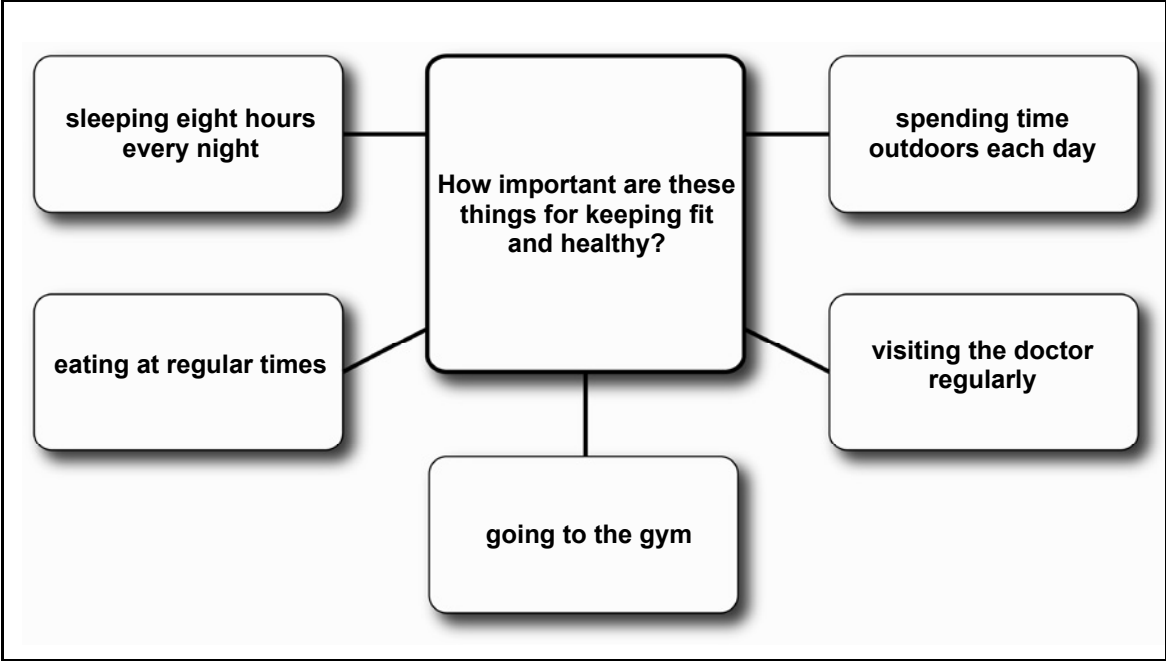 sleeping eight hours
every night
How important are these
things for keeping fit
and healthy?
spending time
outdoors each day
eating at regular times
visiting the doctor
regularly
going to the gym